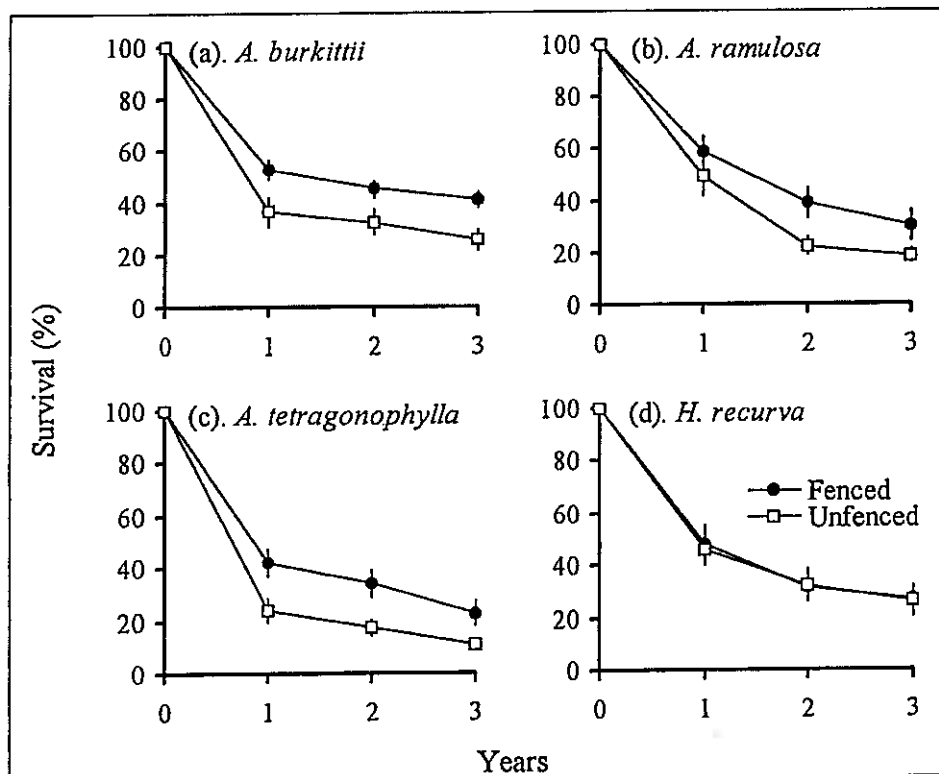 (a). A. burkittii
100
80
60
40
20
0
0 1 2 3
(b). A. ramulosa
100
80
60
40
20
0
0 1 2 3
(c). A. tetragonophylla
100
80
60
40
20
0
0 1 2 3
(d). H. recurva
100
80
60
40
20
0
0 1 2 3
Fenced
Unfenced
Survival (%)
Years